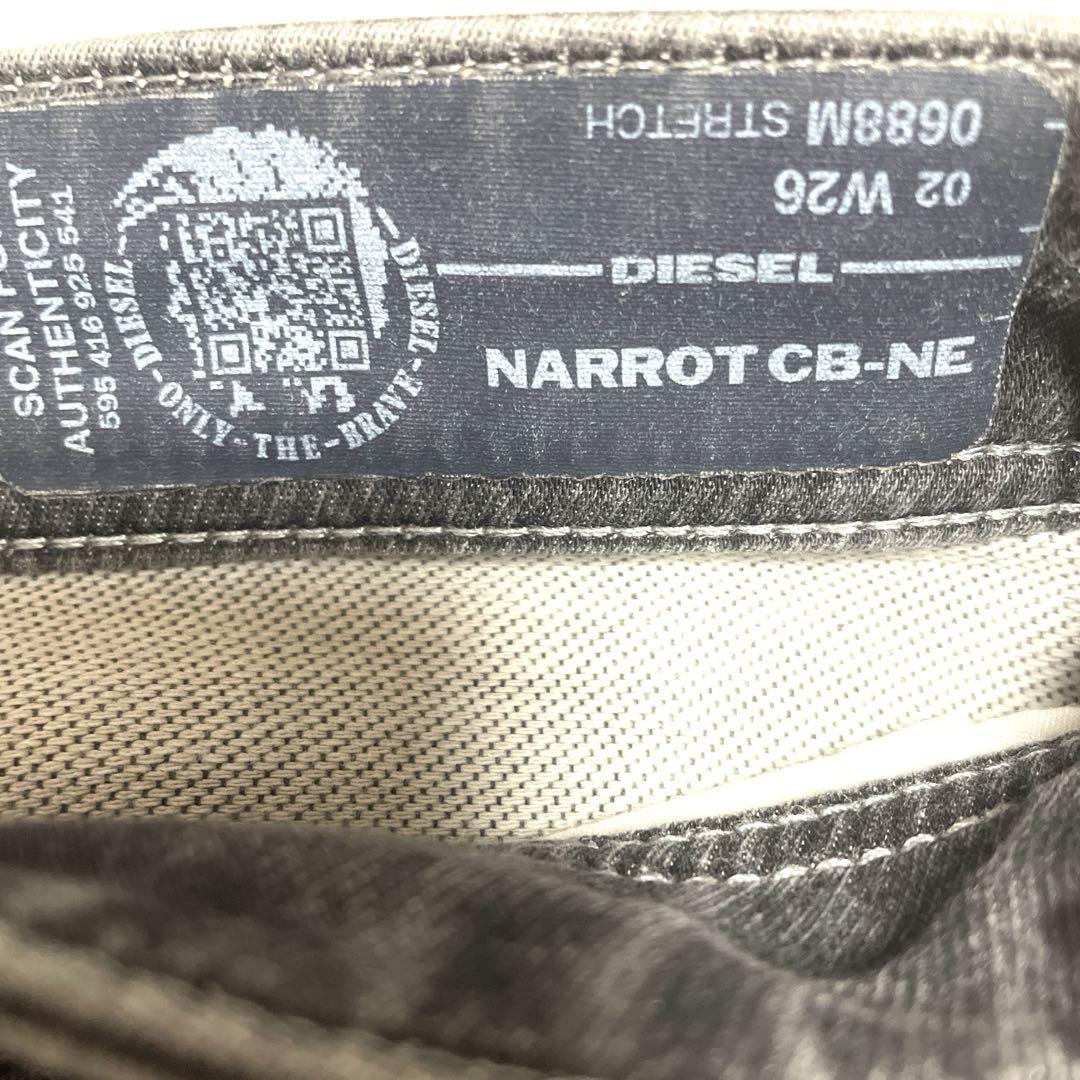 SCAN
AUTHENTICITY
595 416 925 541
DIESEL-ONLY-THE-BRAVE-DIESEL
0688M STRETCH
02 W26
DIESEL
NARROT CB-NE